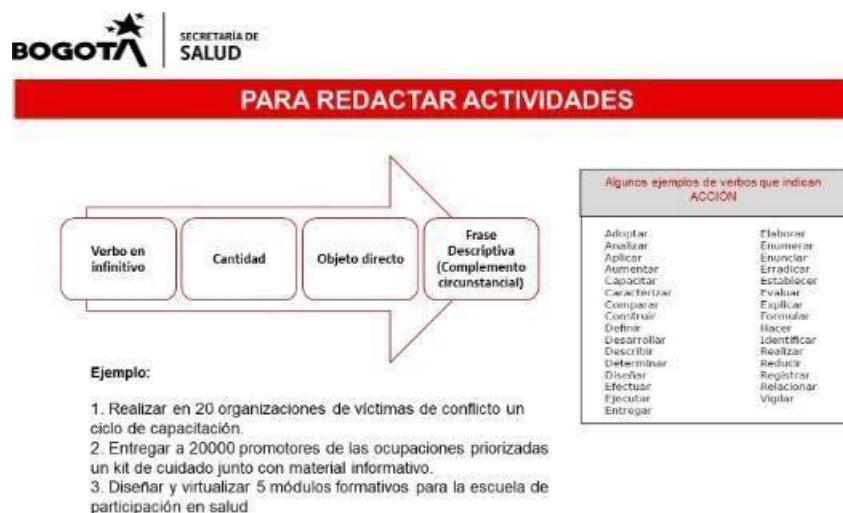 BOGOTÁ
SECRETARÍA DE
SALUD
PARA REDACTAR ACTIVIDADES
Verbo en
infinitivo
Cantidad
Objeto directo
Frase
Descriptiva
(Complemento
circunstancial)
Algunos ejemplos de verbos que indican
ACCIÓN
Adoptar
Analizar
Aplicar
Aumentar
Capacitar
Caracterizar
Comparar
Construir
Definir
Desarrollar
Describir
Determinar
Diseñar
Efectuar
Ejecutar
Entregar
Elaborar
Enumerar
Enunciar
Erradicar
Establecer
Evaluar
Explicar
Formular
Hacer
Identificar
Realizar
Reducir
Registrar
Relacionar
Vigilar
Ejemplo:
1. Realizar en 20 organizaciones de víctimas de conflicto un
ciclo de capacitación.
2. Entregar a 20000 promotores de las ocupaciones priorizadas
un kit de cuidado junto con material informativo.
3. Diseñar y virtualizar 5 módulos formativos para la escuela de
participación en salud